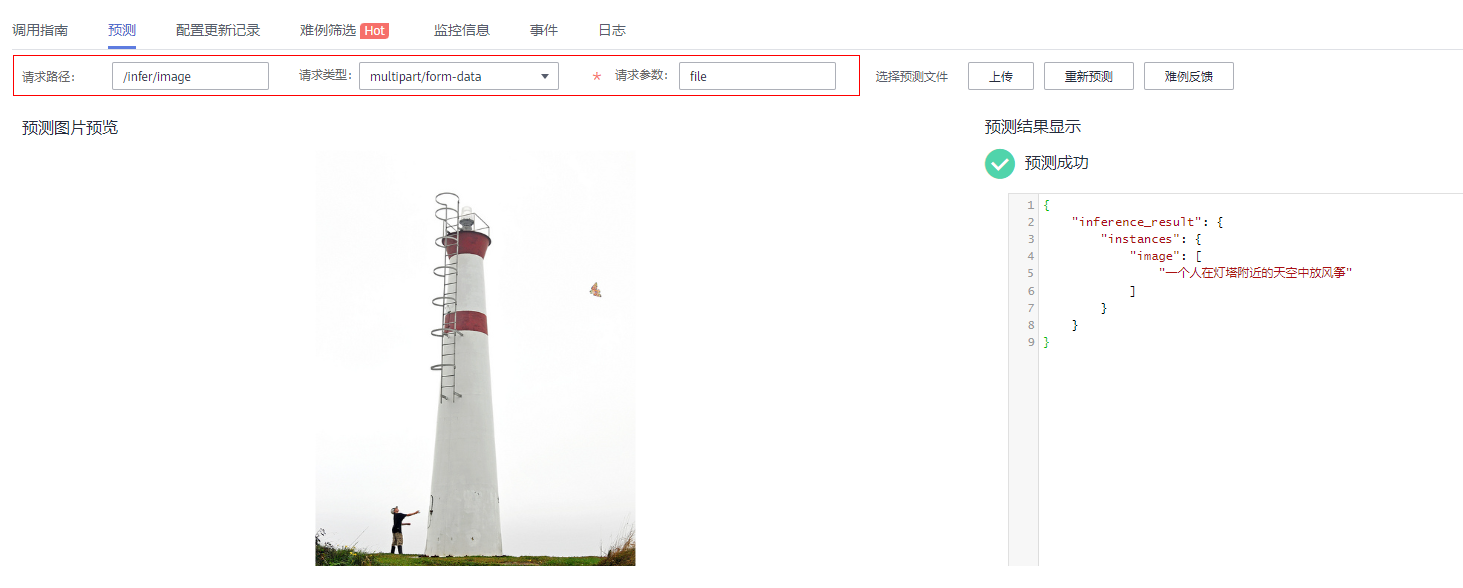 调用指南 预测 配置更新记录 难例筛选 Hot 监控信息 事件 日志
请求路径: /infer/image 请求类型: multipart/form-data * 请求参数: file 选择预测文件 上传 重新预测 难例反馈
预测图片预览 预测结果显示
预测成功
1 {
2 "inference_result": {
3 "instances": {
4 "image": [
5 "一个人在灯塔附近的天空中放风筝"
6 ]
7 }
8 }
9 }